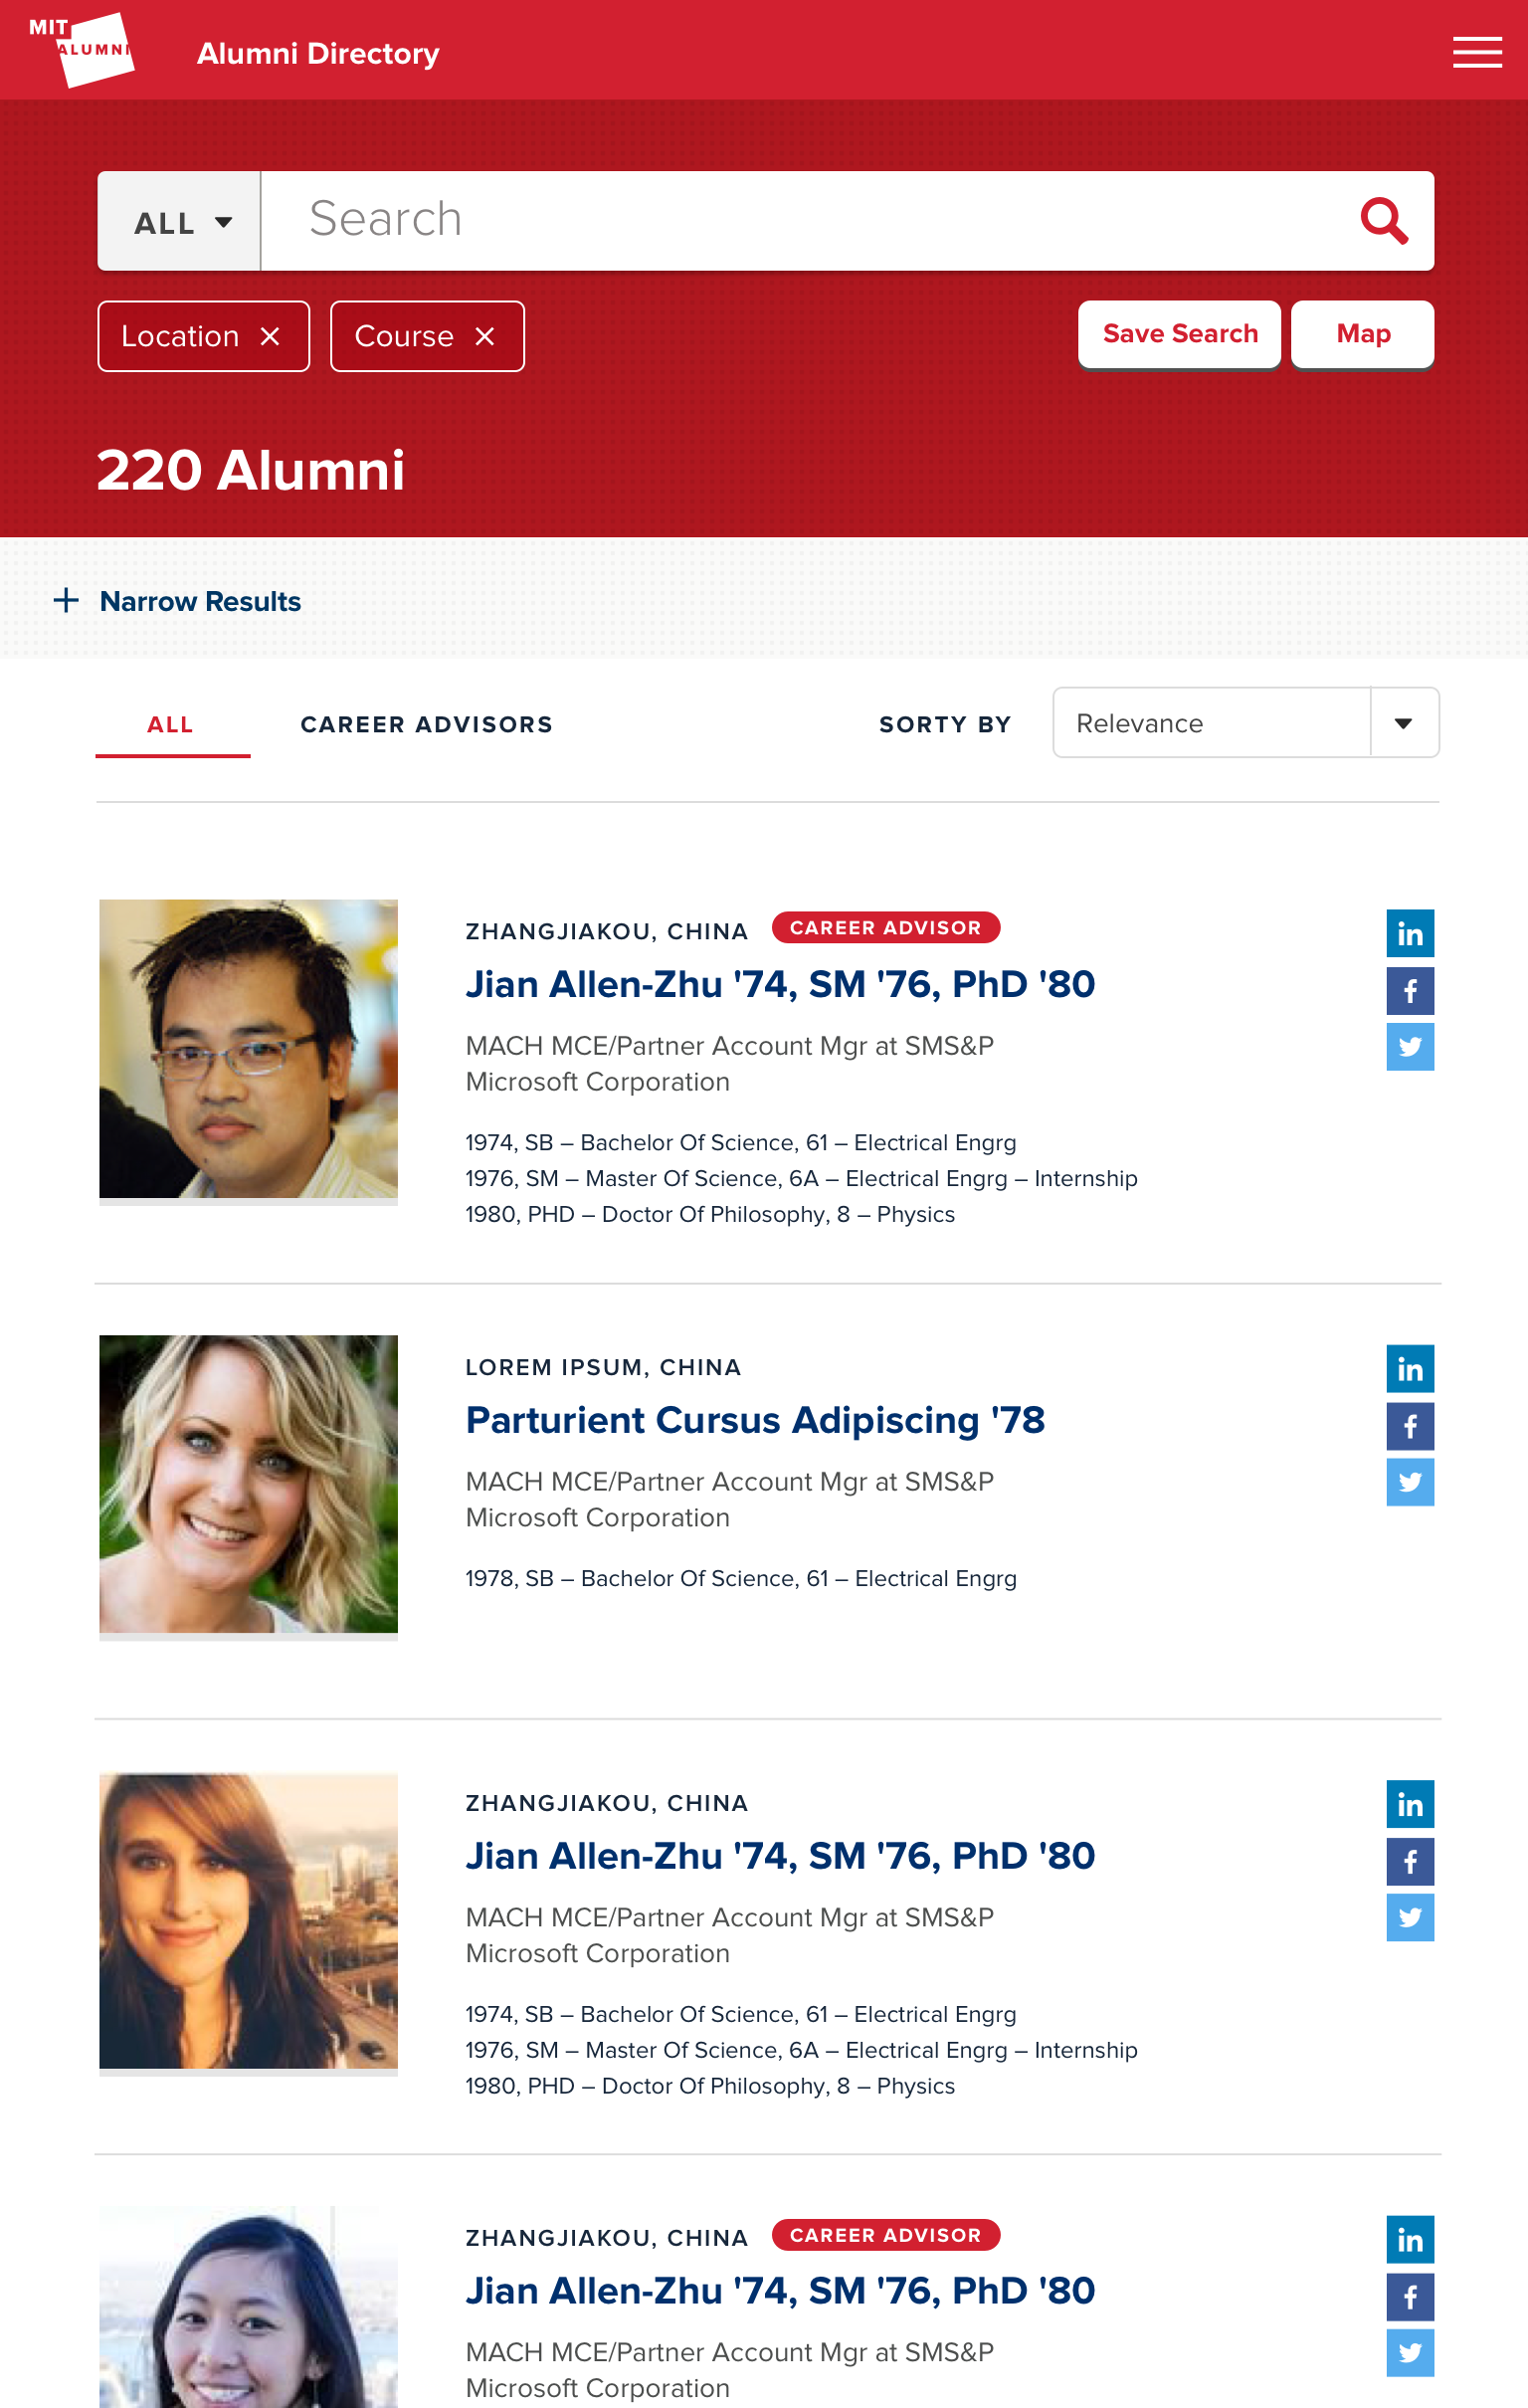 MIT
ALUMNI
Alumni Directory
ALL
Search
Location
Course
Save Search
Map
220 Alumni
Narrow Results
ALL
CAREER ADVISORS
SORTY BY
Relevance
ZHANGJIAKOU, CHINA
CAREER ADVISOR
Jian Allen-Zhu '74, SM '76, PhD '80
MACH MCE/Partner Account Mgr at SMS&P
Microsoft Corporation
1974, SB – Bachelor Of Science, 61 – Electrical Engrg
1976, SM – Master Of Science, 6A – Electrical Engrg – Internship
1980, PHD – Doctor Of Philosophy, 8 – Physics
in
f
LOREM IPSUM, CHINA
Parturient Cursus Adipiscing '78
MACH MCE/Partner Account Mgr at SMS&P
Microsoft Corporation
1978, SB – Bachelor Of Science, 61 – Electrical Engrg
in
f
ZHANGJIAKOU, CHINA
Jian Allen-Zhu '74, SM '76, PhD '80
MACH MCE/Partner Account Mgr at SMS&P
Microsoft Corporation
1974, SB – Bachelor Of Science, 61 – Electrical Engrg
1976, SM – Master Of Science, 6A – Electrical Engrg – Internship
1980, PHD – Doctor Of Philosophy, 8 – Physics
in
f
ZHANGJIAKOU, CHINA
CAREER ADVISOR
Jian Allen-Zhu '74, SM '76, PhD '80
MACH MCE/Partner Account Mgr at SMS&P
Microsoft Corporation
in
f